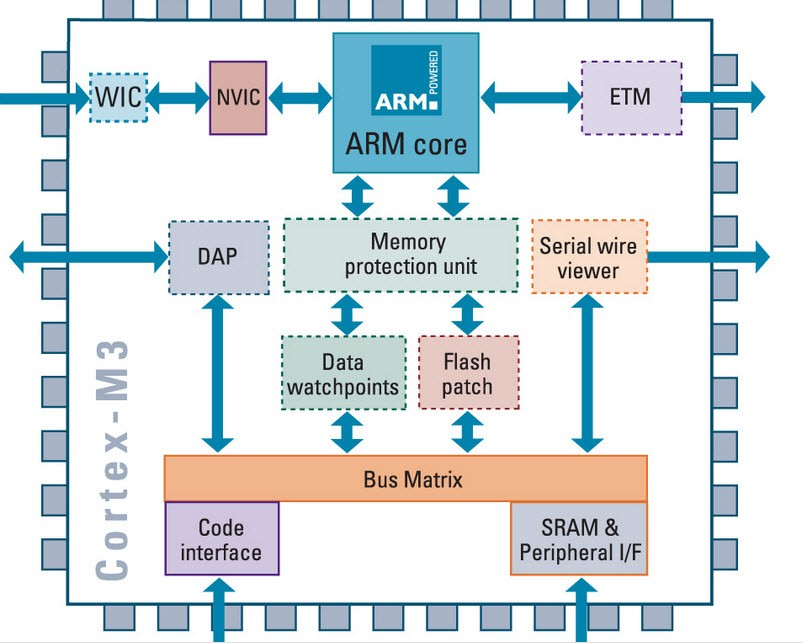 WIC
NVIC
ARM
POWERED
ARM core
ETM
DAP
Memory
protection unit
Serial wire
viewer
Data
watchpoints
Flash
patch
Cortex-M3
Bus Matrix
Code
interface
SRAM &
Peripheral I/F